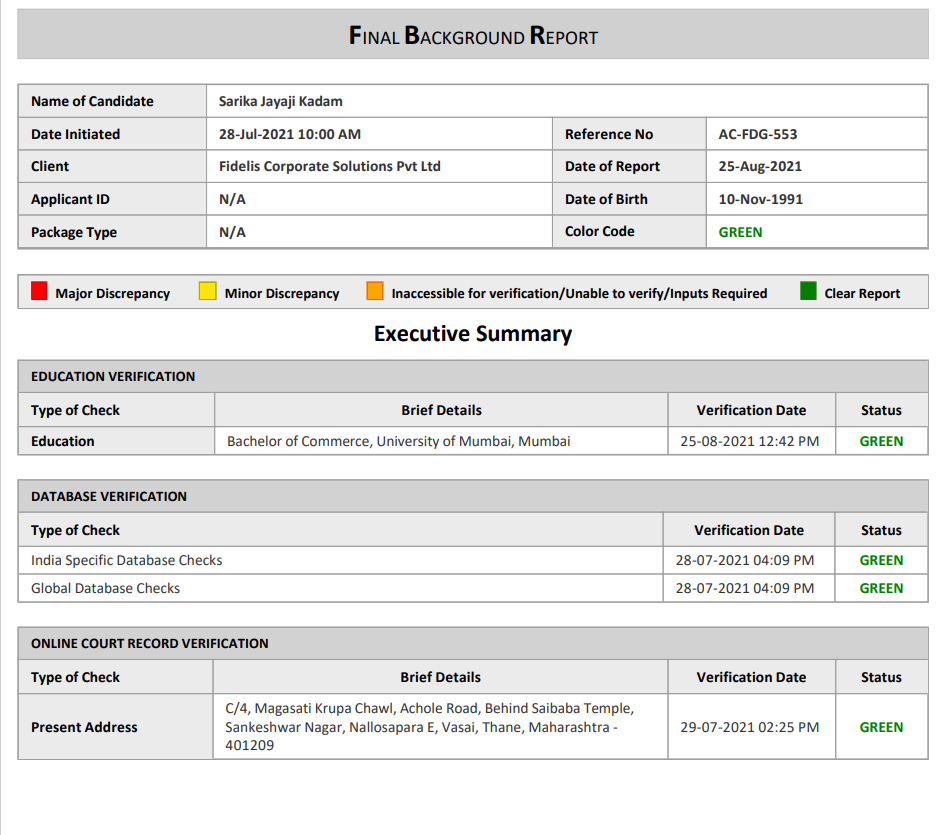 FINAL BACKGROUND REPORT
Name of Candidate Sarika Jayaji Kadam
Date Initiated 28-Jul-2021 10:00 AM Reference No AC-FDG-553
Client Fidelis Corporate Solutions Pvt Ltd Date of Report 25-Aug-2021
Applicant ID N/A Date of Birth 10-Nov-1991
Package Type N/A Color Code GREEN
Major Discrepancy Minor Discrepancy Inaccessible for verification/Unable to verify/Inputs Required Clear Report
Executive Summary
EDUCATION VERIFICATION
Type of Check Brief Details Verification Date Status
Education Bachelor of Commerce, University of Mumbai, Mumbai 25-08-2021 12:42 PM GREEN
DATABASE VERIFICATION
Type of Check Verification Date Status
India Specific Database Checks 28-07-2021 04:09 PM GREEN
Global Database Checks 28-07-2021 04:09 PM GREEN
ONLINE COURT RECORD VERIFICATION
Type of Check Brief Details Verification Date Status
Present Address C/4, Magasati Krupa Chawl, Achole Road, Behind Saibaba Temple,
Sankeshwar Nagar, Nallosapara E, Vasai, Thane, Maharashtra -
401209 29-07-2021 02:25 PM GREEN